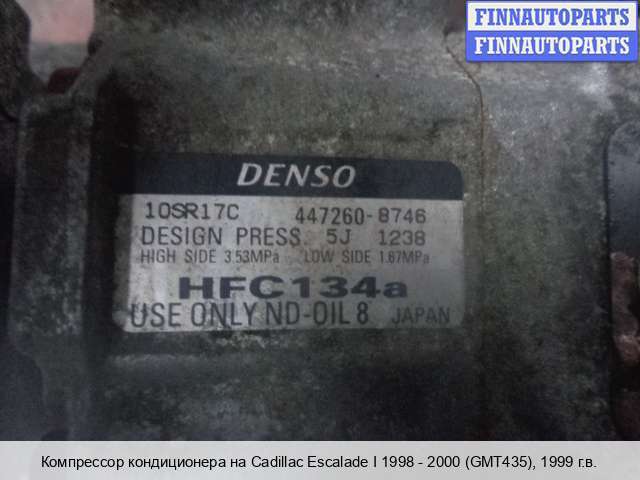 FINNAUTOPARTS
FINNAUTOPARTS
DENSO
10SR17C 447260-8746
DESIGN PRESS. 5J 1238
HIGH SIDE 3.53MPa LOW SIDE 1.67MPa
HFC134a
USE ONLY ND-OIL 8 JAPAN
Компрессор кондиционера на Cadillac Escalade I 1998 - 2000 (GMT435), 1999 г.в.